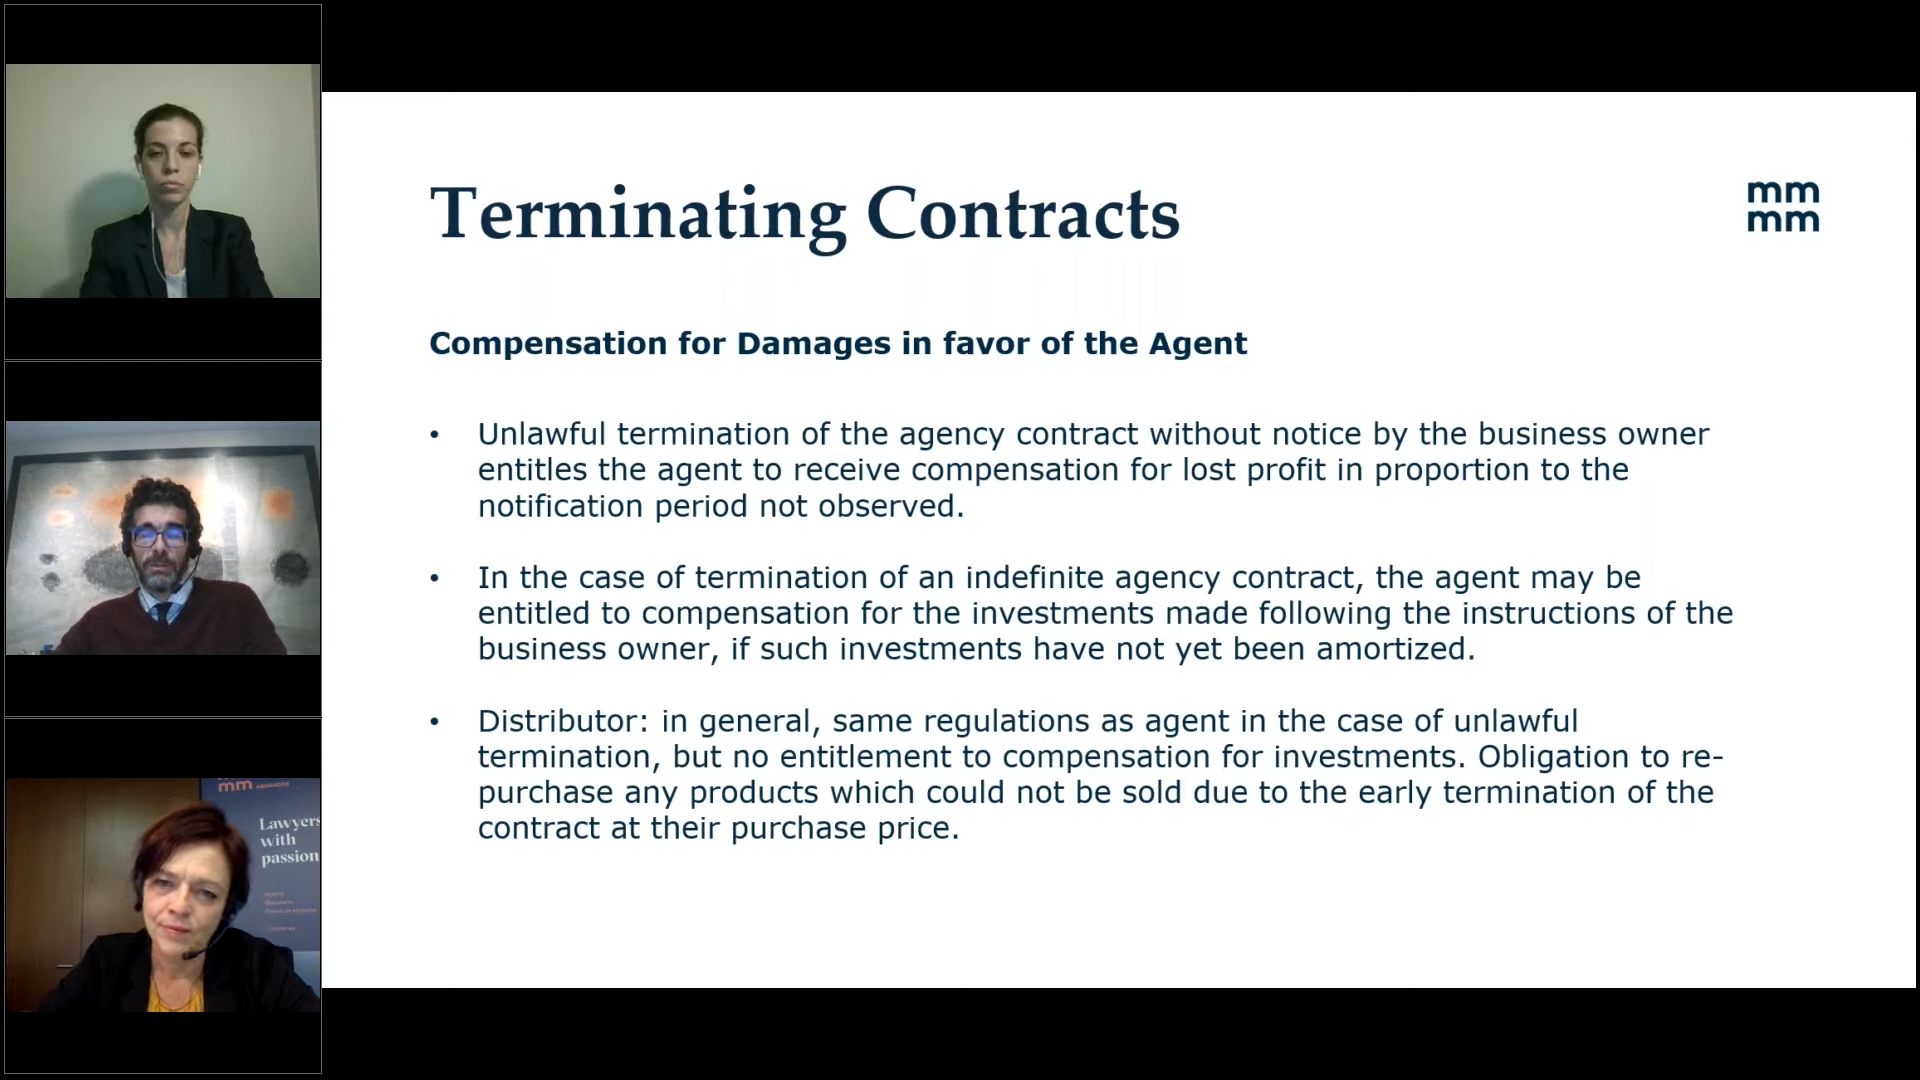 Terminating Contracts
mm
mm
Compensation for Damages in favor of the Agent
• Unlawful termination of the agency contract without notice by the business owner
entitles the agent to receive compensation for lost profit in proportion to the
notification period not observed.
• In the case of termination of an indefinite agency contract, the agent may be
entitled to compensation for the investments made following the instructions of the
business owner, if such investments have not yet been amortized.
• Distributor: in general, same regulations as agent in the case of unlawful
termination, but no entitlement to compensation for investments. Obligation to re-
purchase any products which could not be sold due to the early termination of the
contract at their purchase price.
mm
Lawyers
with
passion